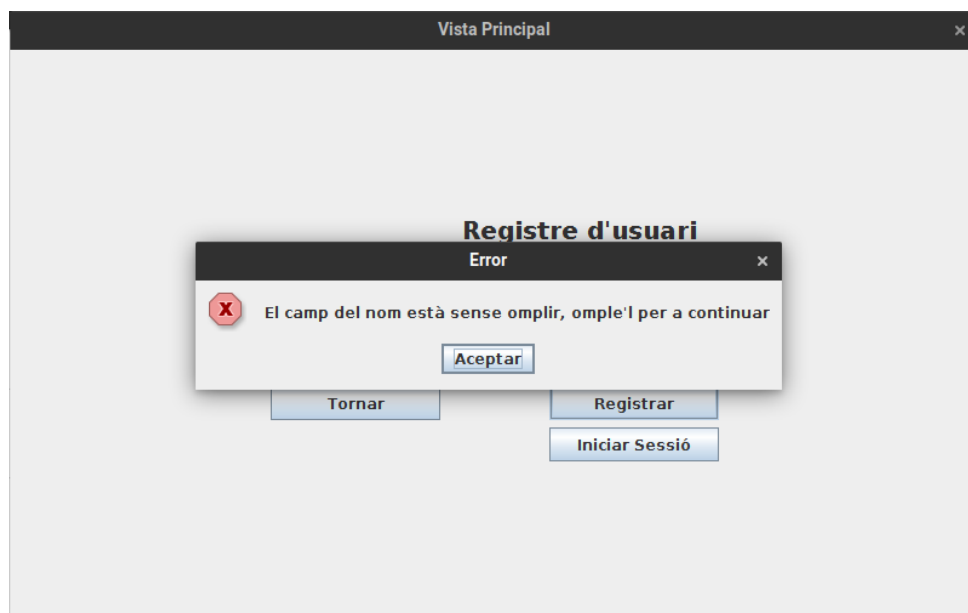 Vista Principal
Registre d'usuari
Error
El camp del nom està sense omplir, omple'l per a continuar
Aceptar
Tornar
Registrar
Iniciar Sessió